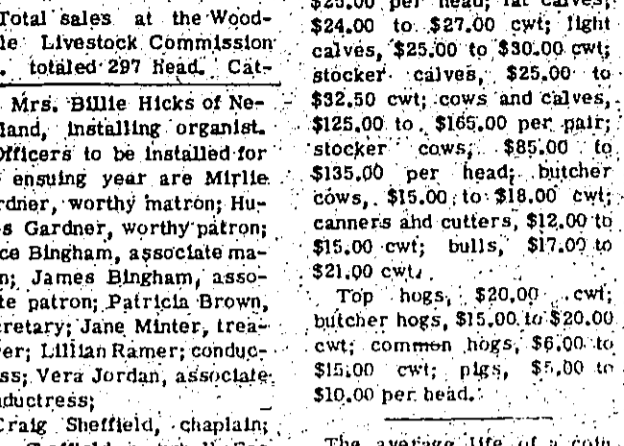 Total sales at the Wood-
le Livestock Commission
. totaled 297 head. Cat-
Mrs. Billie Hicks of Ne-
land, installing organist.
Officers to be installed for
ensuing year are Mirlie
rdner, worthy matron; Hu-
s Gardner, worthy patron;
ce Bingham, associate ma-
n; James Bingham, asso-
te patron; Patricia Brown,
cretary; Jane Minter, trea-
er; Lillian Ramer; conduc-
ss; Vera Jordan, associate
ductress;
Craig Sheffield, chaplain;
$25.00 per head; fat calves,
$24.00 to $27.00 cwt; light
calves, $25.00 to $30.00 cwt;
stocker calves, $25.00 to
$32.50 cwt; cows and calves,
$125.00 to $165.00 per pair;
stocker cows, $85.00 to
$135.00 per head; butcher
cows, $15.00 to $18.00 cwt;
canners and cutters, $12.00 to
$15.00 cwt; bulls, $17.00 to
$21.00 cwt.
Top hogs, $20.00 cwt;
butcher hogs, $15.00 to $20.00
cwt; common hogs, $6.00 to
$15.00 cwt; pigs, $5.00 to
$10.00 per head.
The average life of a coin